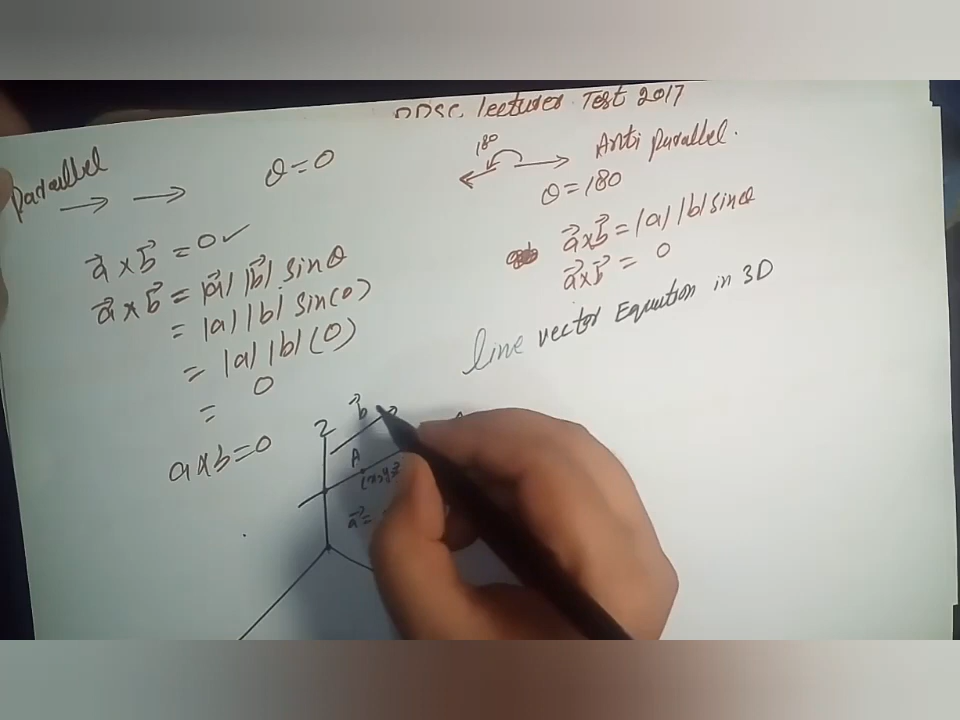 lecturer Test 2017
Parallel
θ=0
180
Anti parallel.
θ=180
a⃗×b⃗=0✓
a⃗×b⃗=|a⃗||b⃗|sinθ
=|a||b|sin(0)
=|a||b|(0)
=0
a×b=0
a⃗×b⃗=|a||b|sinθ
a⃗×b⃗=0
line vector Equation in 3D
b⃗
Z
A
a⃗=